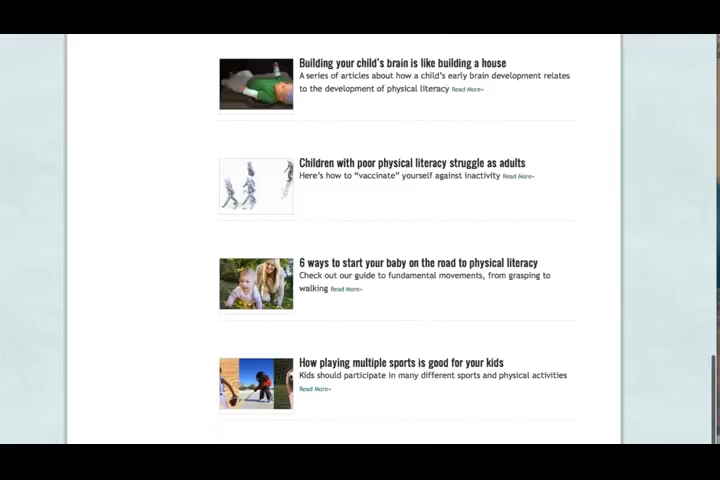 Building your child's brain is like building a house
A series of articles about how a child's early brain development relates
to the development of physical literacy Read More»
Children with poor physical literacy struggle as adults
Here's how to “vaccinate” yourself against inactivity Read More»
6 ways to start your baby on the road to physical literacy
Check out our guide to fundamental movements, from grasping to
walking Read More»
How playing multiple sports is good for your kids
Kids should participate in many different sports and physical activities
Read More»